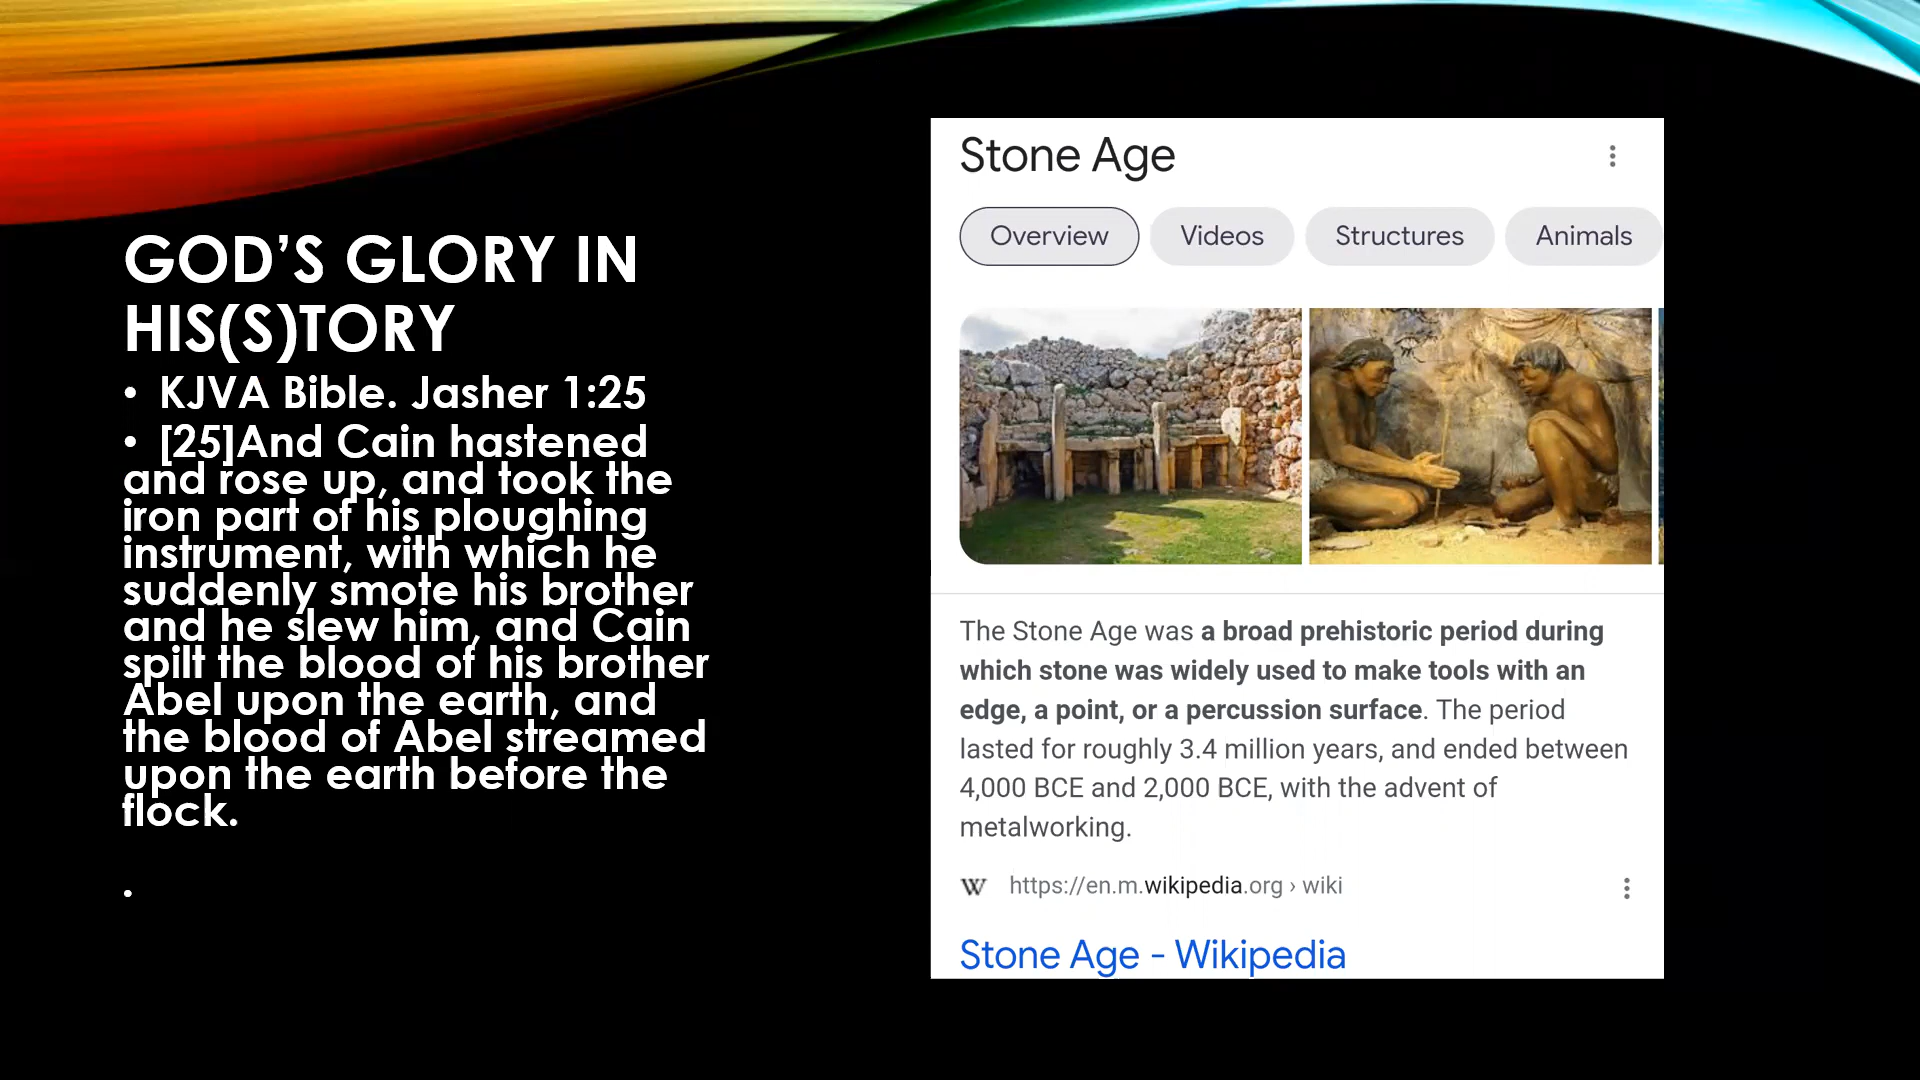 GOD’S GLORY IN
HIS(S)TORY
• KJVA Bible. Jasher 1:25
• [25]And Cain hastened
and rose up, and took the
iron part of his ploughing
instrument, with which he
suddenly smote his brother
and he slew him, and Cain
spilt the blood of his brother
Abel upon the earth, and
the blood of Abel streamed
upon the earth before the
flock.
.
Stone Age
Overview Videos Structures Animals
The Stone Age was a broad prehistoric period during
which stone was widely used to make tools with an
edge, a point, or a percussion surface. The period
lasted for roughly 3.4 million years, and ended between
4,000 BCE and 2,000 BCE, with the advent of
metalworking.
W https://en.m.wikipedia.org › wiki
Stone Age - Wikipedia